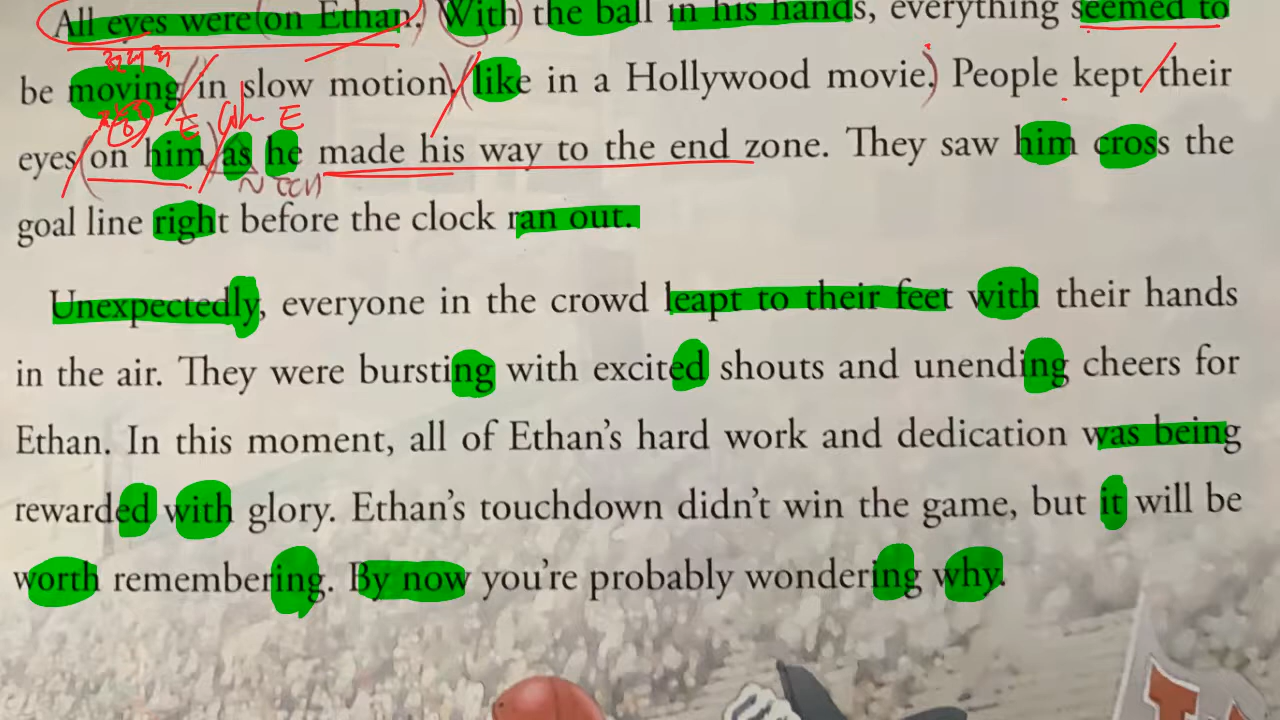 All eyes were on Ethan. With the ball in his hands, everything seemed to
be moving in slow motion, like in a Hollywood movie. People kept their
E E
eyes on him as he made his way to the end zone. They saw him cross the
goal line right before the clock ran out.
Unexpectedly, everyone in the crowd leapt to their feet with their hands
in the air. They were bursting with excited shouts and unending cheers for
Ethan. In this moment, all of Ethan's hard work and dedication was being
rewarded with glory. Ethan's touchdown didn't win the game, but it will be
worth remembering. By now you're probably wondering why.